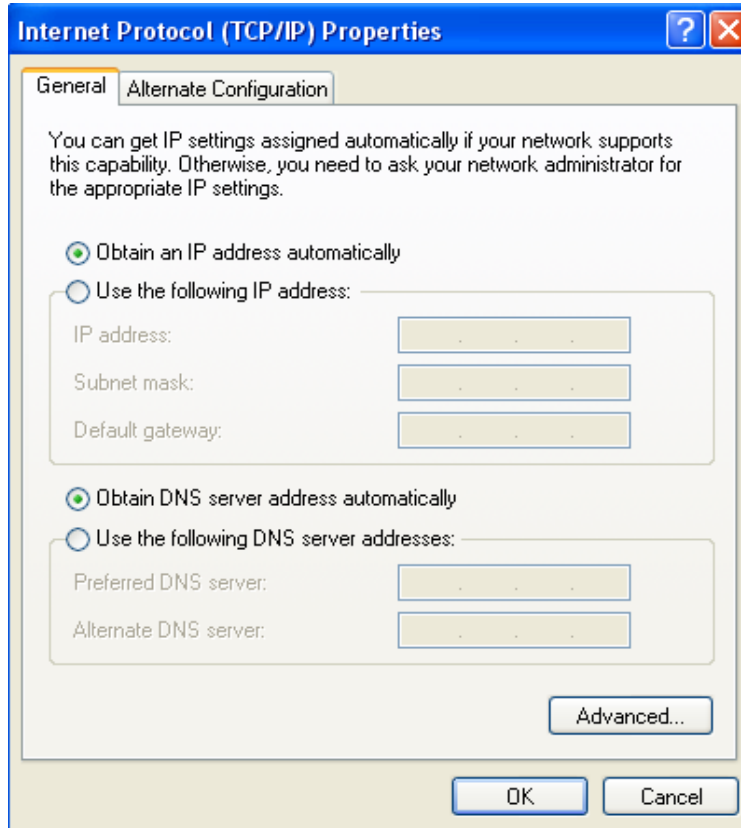 Internet Protocol (TCP/IP) Properties
General
Alternate Configuration
You can get IP settings assigned automatically if your network supports
this capability. Otherwise, you need to ask your network administrator for
the appropriate IP settings.
Obtain an IP address automatically
Use the following IP address:
IP address:
Subnet mask:
Default gateway:
Obtain DNS server address automatically
Use the following DNS server addresses:
Preferred DNS server:
Alternate DNS server:
Advanced...
OK
Cancel